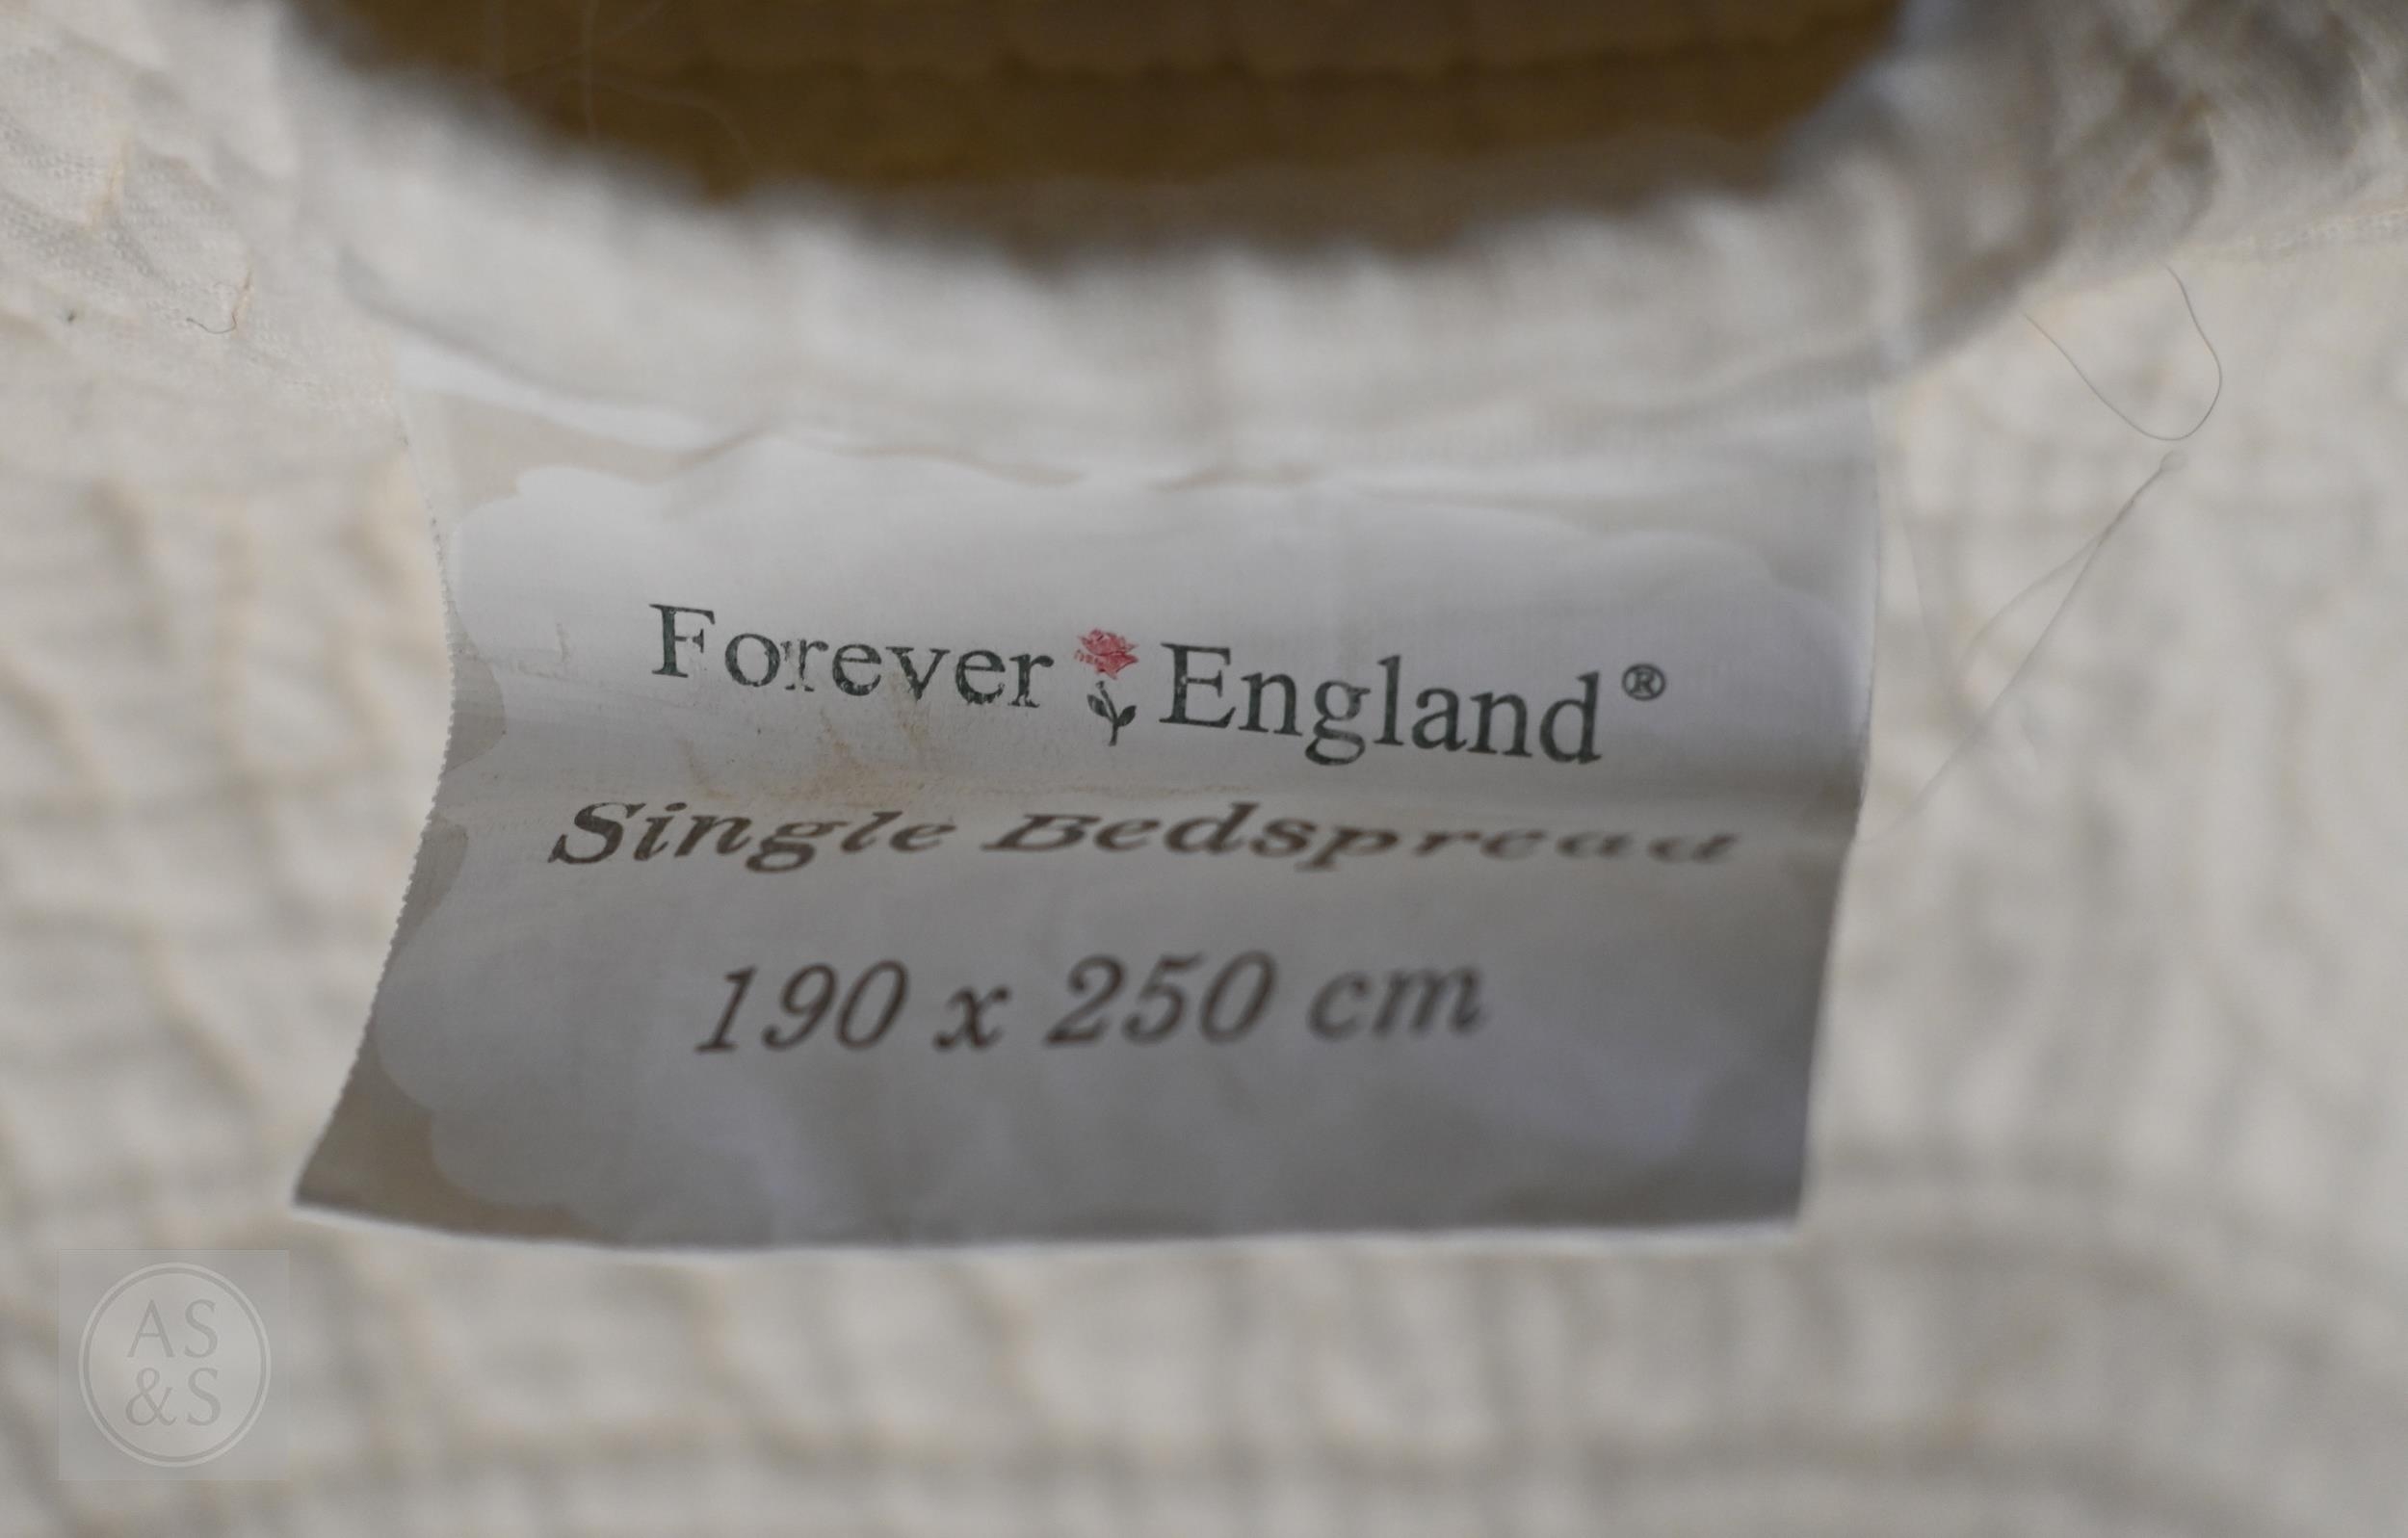 Forever England®
Single Bedspread
190 x 250 cm
AS
&S